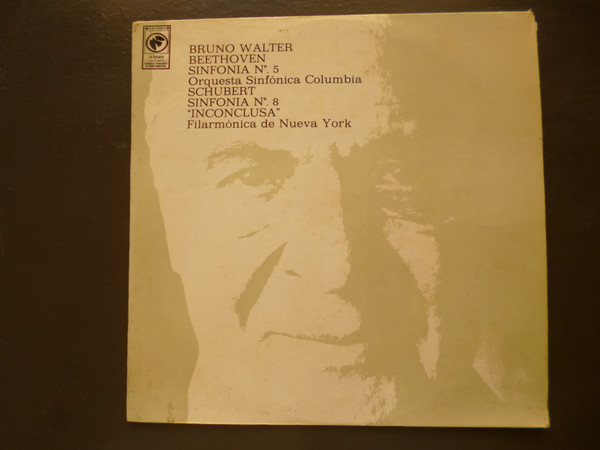 BRUNO WALTER
BEETHOVEN
SINFONIA Nº. 5
Orquesta Sinfónica Columbia
SCHUBERT
SINFONIA Nº. 8
"INCONCLUSA"
Filarmónica de Nueva York